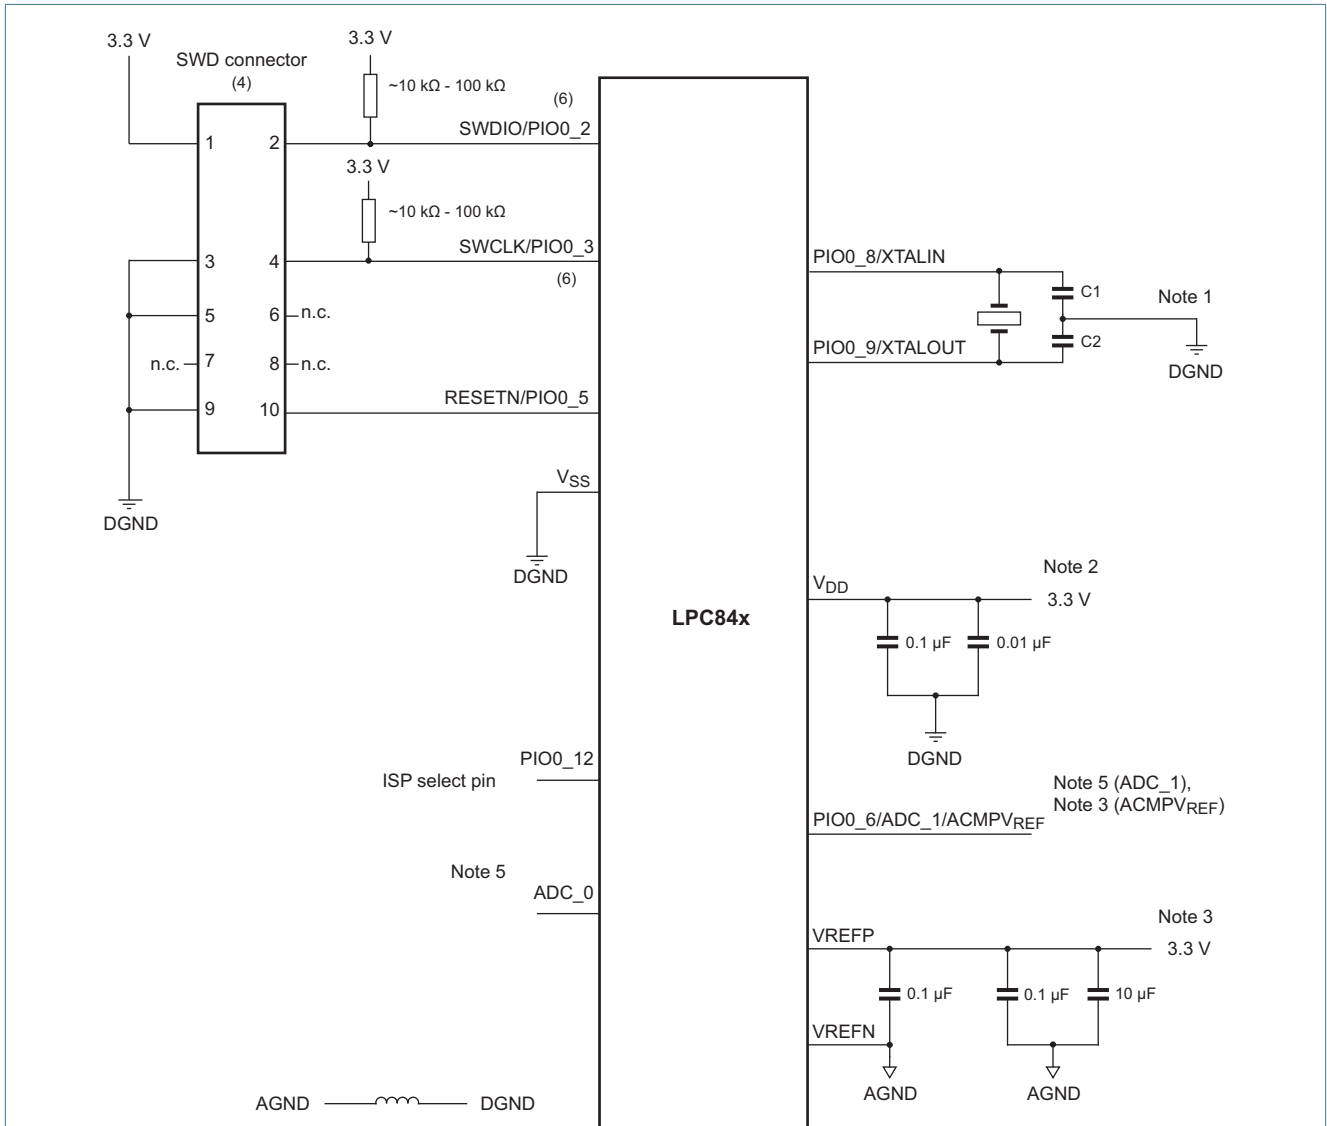 3.3 V
3.3 V
SWD connector
(4)
~10 kΩ - 100 kΩ
(6)
SWDIO/PIO0_2
1
2
3.3 V
~10 kΩ - 100 kΩ
SWCLK/PIO0_3
3
4
(6)
5
6
n.c.
n.c.
7
8
n.c.
RESETN/PIO0_5
9
10
DGND
VSS
DGND
LPC84x
PIO0_8/XTALIN
C1
Note 1
PIO0_9/XTALOUT
C2
DGND
Note 2
VDD
3.3 V
0.1 µF
0.01 µF
DGND
PIO0_12
ISP select pin
Note 5 (ADC_1),
Note 3 (ACMPVREF)
PIO0_6/ADC_1/ACMPVREF
Note 5
ADC_0
Note 3
VREFP
3.3 V
0.1 µF
0.1 µF
10 µF
VREFN
AGND
AGND
AGND
DGND